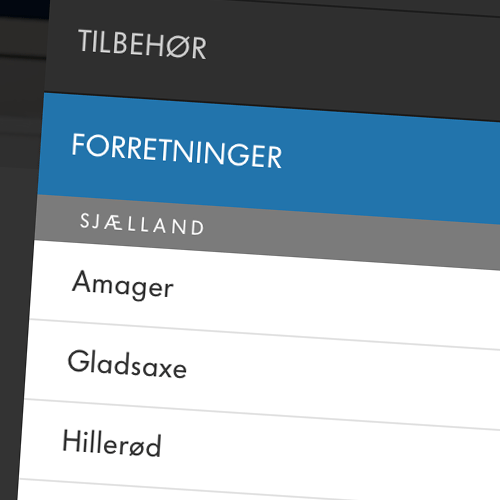 TILBEHØR
FORRETNINGER
SJÆLLAND
Amager
Gladsaxe
Hillerød